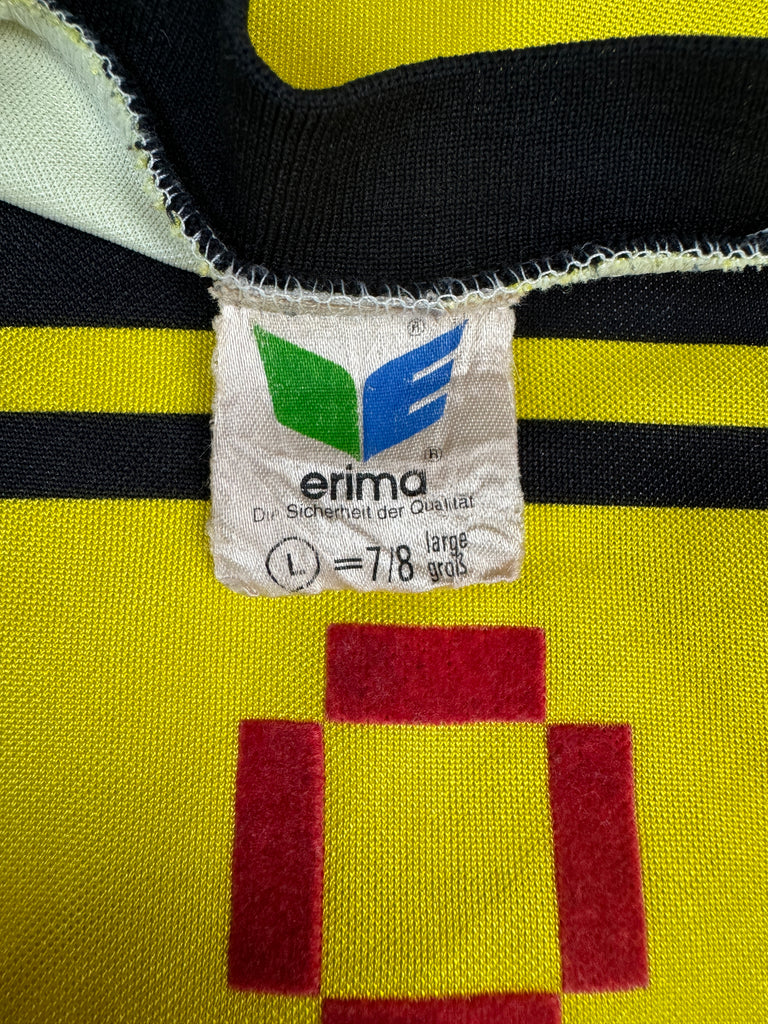 ®
®
erima
Die Sicherheit der Qualität
L = 7/8 large groß